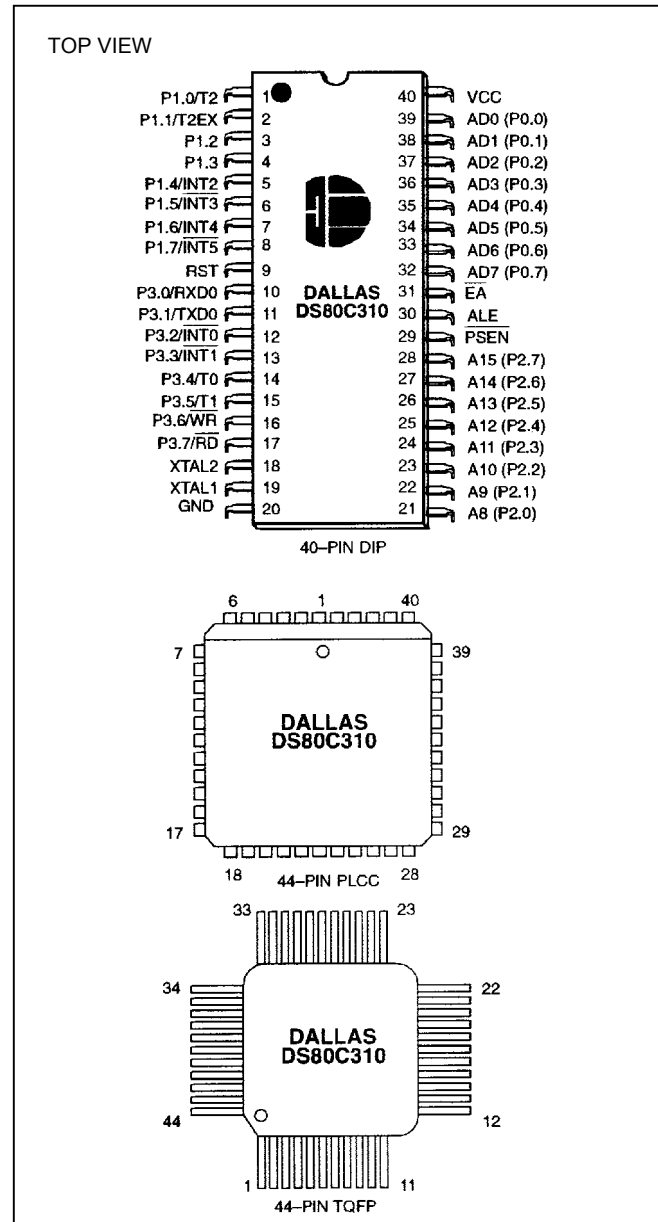 TOP VIEW
P1.0/T2 1 40 VCC
P1.1/T2EX 2 39 AD0 (P0.0)
P1.2 3 38 AD1 (P0.1)
P1.3 4 37 AD2 (P0.2)
P1.4/INT2 5 36 AD3 (P0.3)
P1.5/I̅N̅T̅3̅ 6 35 AD4 (P0.4)
P1.6/INT4 7 34 AD5 (P0.5)
P1.7/I̅N̅T̅5̅ 8 33 AD6 (P0.6)
RST 9 32 AD7 (P0.7)
P3.0/RXD0 10 31 E̅A̅
P3.1/TXD0 11 30 ALE
P3.2/I̅N̅T̅0̅ 12 29 P̅S̅E̅N̅
P3.3/I̅N̅T̅1̅ 13 28 A15 (P2.7)
P3.4/T0 14 27 A14 (P2.6)
P3.5/T1 15 26 A13 (P2.5)
P3.6/W̅R̅ 16 25 A12 (P2.4)
P3.7/R̅D̅ 17 24 A11 (P2.3)
XTAL2 18 23 A10 (P2.2)
XTAL1 19 22 A9 (P2.1)
GND 20 21 A8 (P2.0)
DALLAS
DS80C310
40–PIN DIP
6 1 40
7 39
DALLAS
DS80C310
17 29
18 28
44–PIN PLCC
33 23
34 22
DALLAS
DS80C310
44 12
1 11
44–PIN TQFP